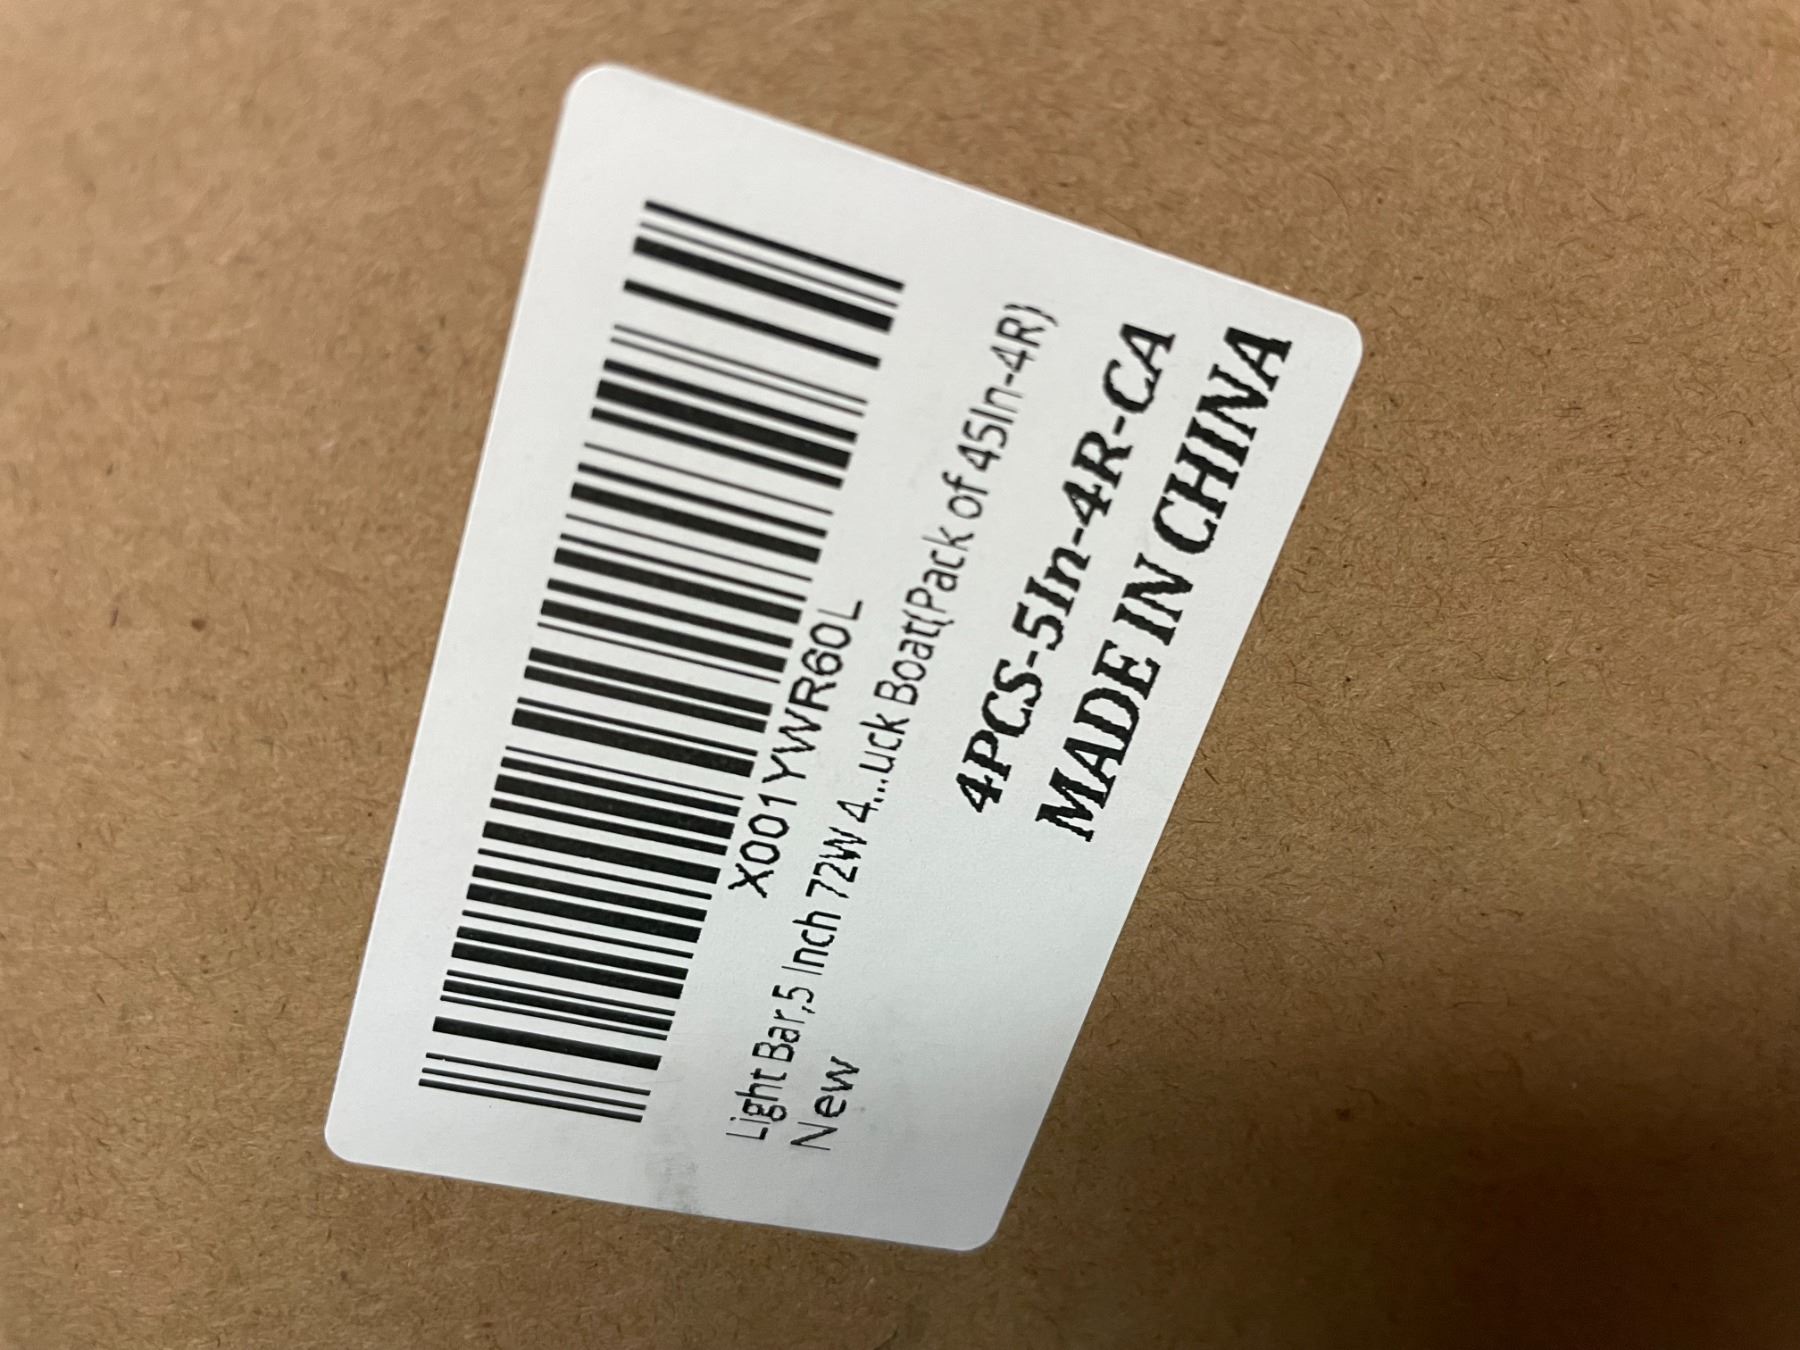 X001YWR60L
Light Bar,5 Inch 72W 4...uck Boat(Pack of 45In-4R)
New
4PCS-5In-4R-CA
MADE IN CHINA